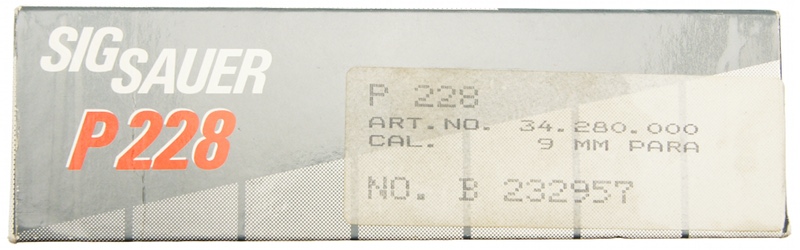 SIG SAUER
P 228
P 228
ART.NO. 34.280.000
CAL. 9 MM PARA
NO. B 232957